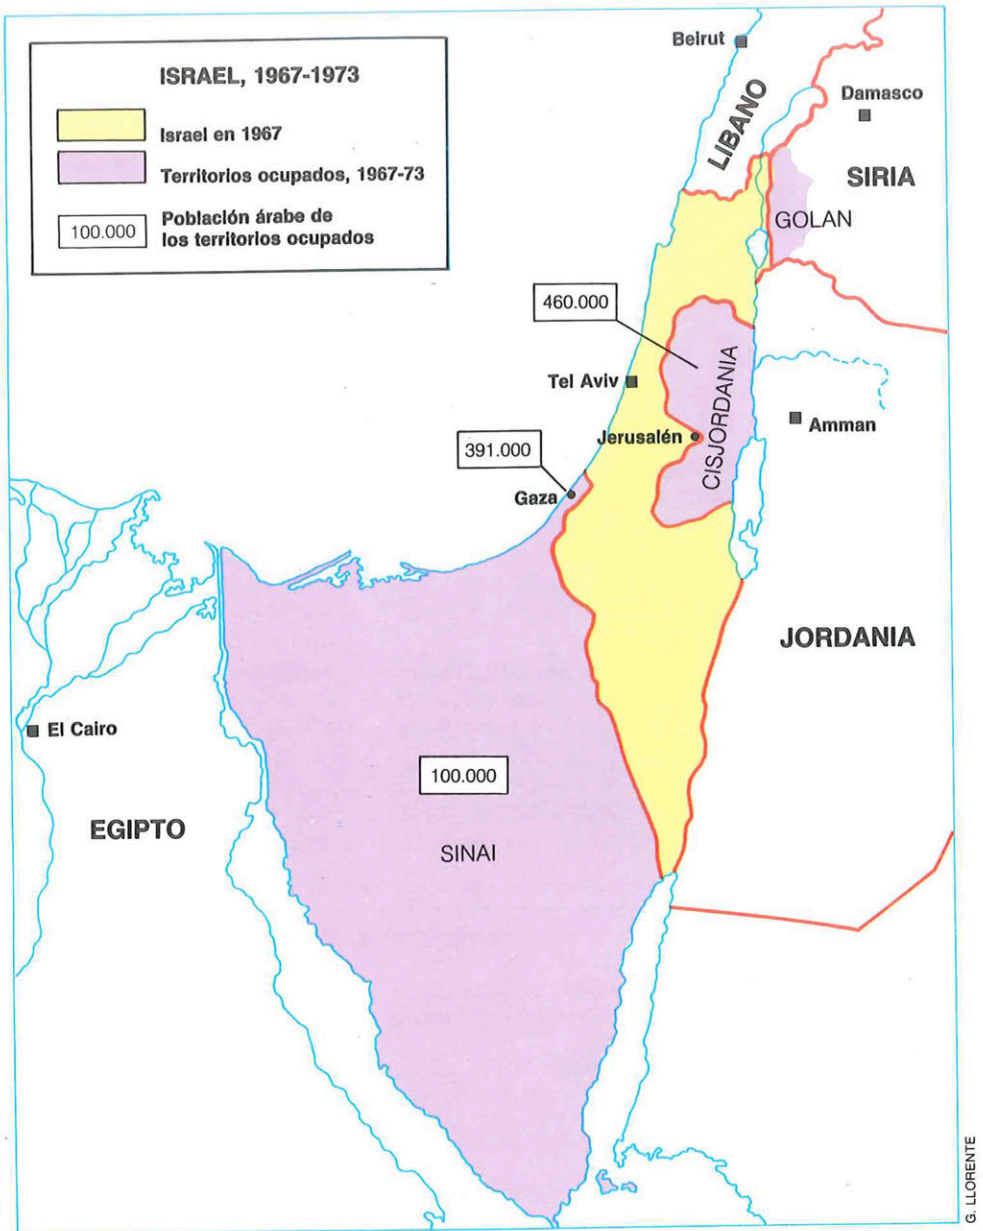 ISRAEL, 1967-1973
Israel en 1967
Territorios ocupados, 1967-73
100.000
Población árabe de
los territorios ocupados
Beirut
LIBANO
Damasco
SIRIA
GOLAN
460.000
CISJORDANIA
Tel Aviv
Jerusalén
Amman
391.000
Gaza
JORDANIA
El Cairo
100.000
EGIPTO
SINAI
G. LLORENTE